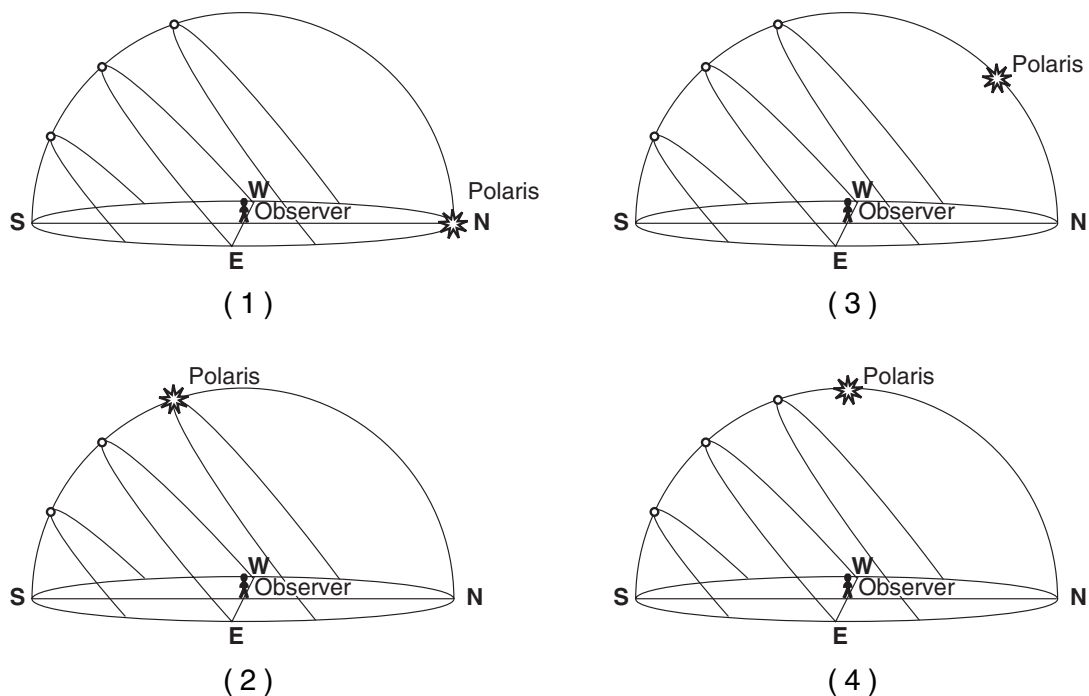 Polaris
S
W
Observer
N
E
( 1 )
Polaris
S
W
Observer
N
E
( 3 )
Polaris
S
W
Observer
N
E
( 2 )
Polaris
S
W
Observer
N
E
( 4 )